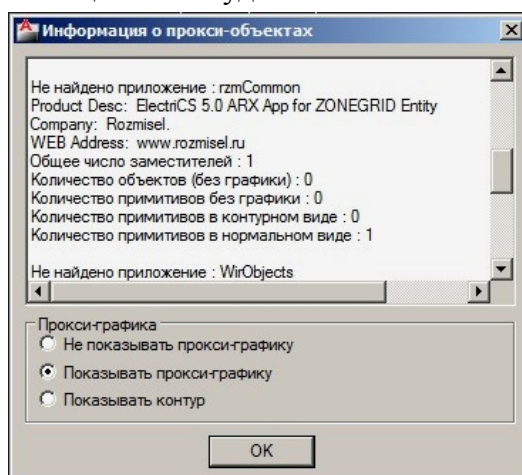 Информация о прокси-объектах
Не найдено приложение : rzmCommon
Product Desc: ElectriCS 5.0 ARX App for ZONEGRID Entity
Company: Rozmisel.
WEB Address: www.rozmisel.ru
Общее число заместителей : 1
Количество объектов (без графики) : 0
Количество примитивов без графики : 0
Количество примитивов в контурном виде : 0
Количество примитивов в нормальном виде : 1
Не найдено приложение : WirObjects
Прокси-графика
Не показывать прокси-графику
Показывать прокси-графику
Показывать контур
OK